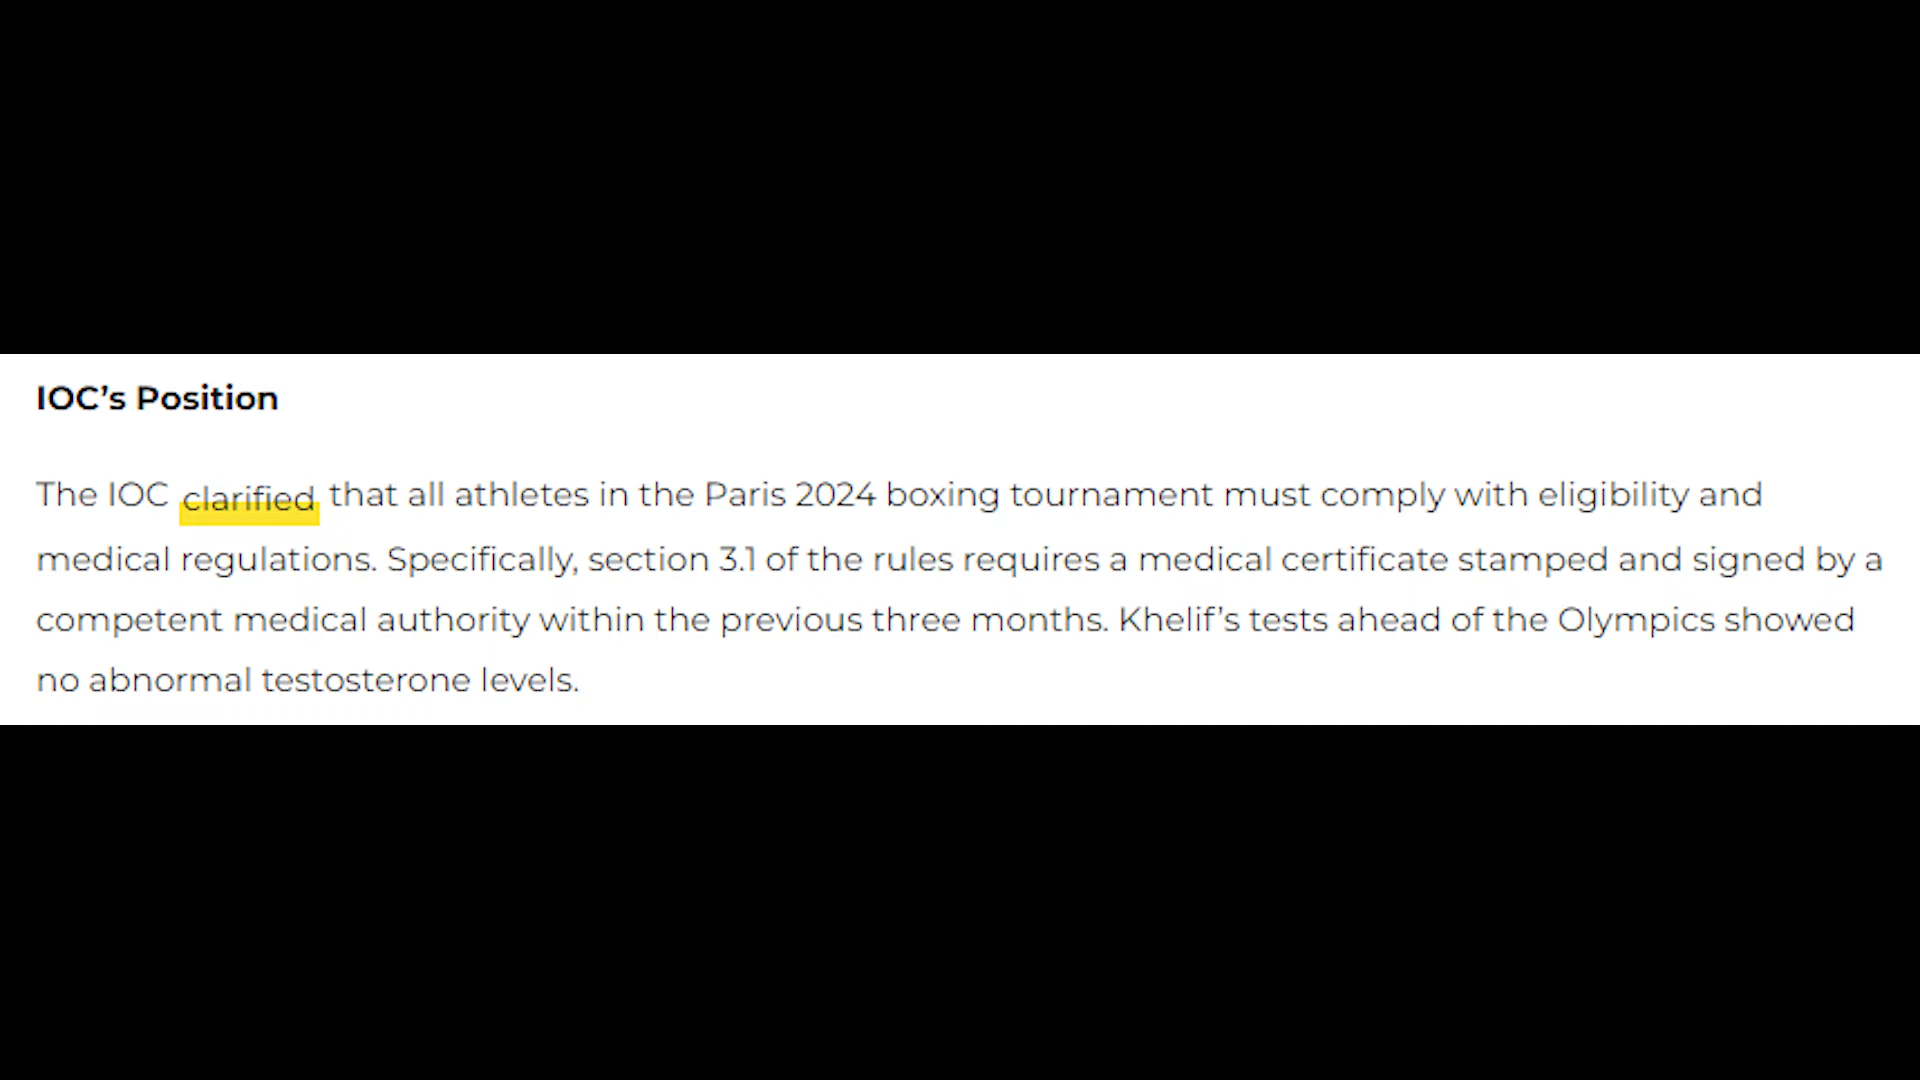 IOC’s Position
The IOC clarified that all athletes in the Paris 2024 boxing tournament must comply with eligibility and
medical regulations. Specifically, section 3.1 of the rules requires a medical certificate stamped and signed by a
competent medical authority within the previous three months. Khelif’s tests ahead of the Olympics showed
no abnormal testosterone levels.